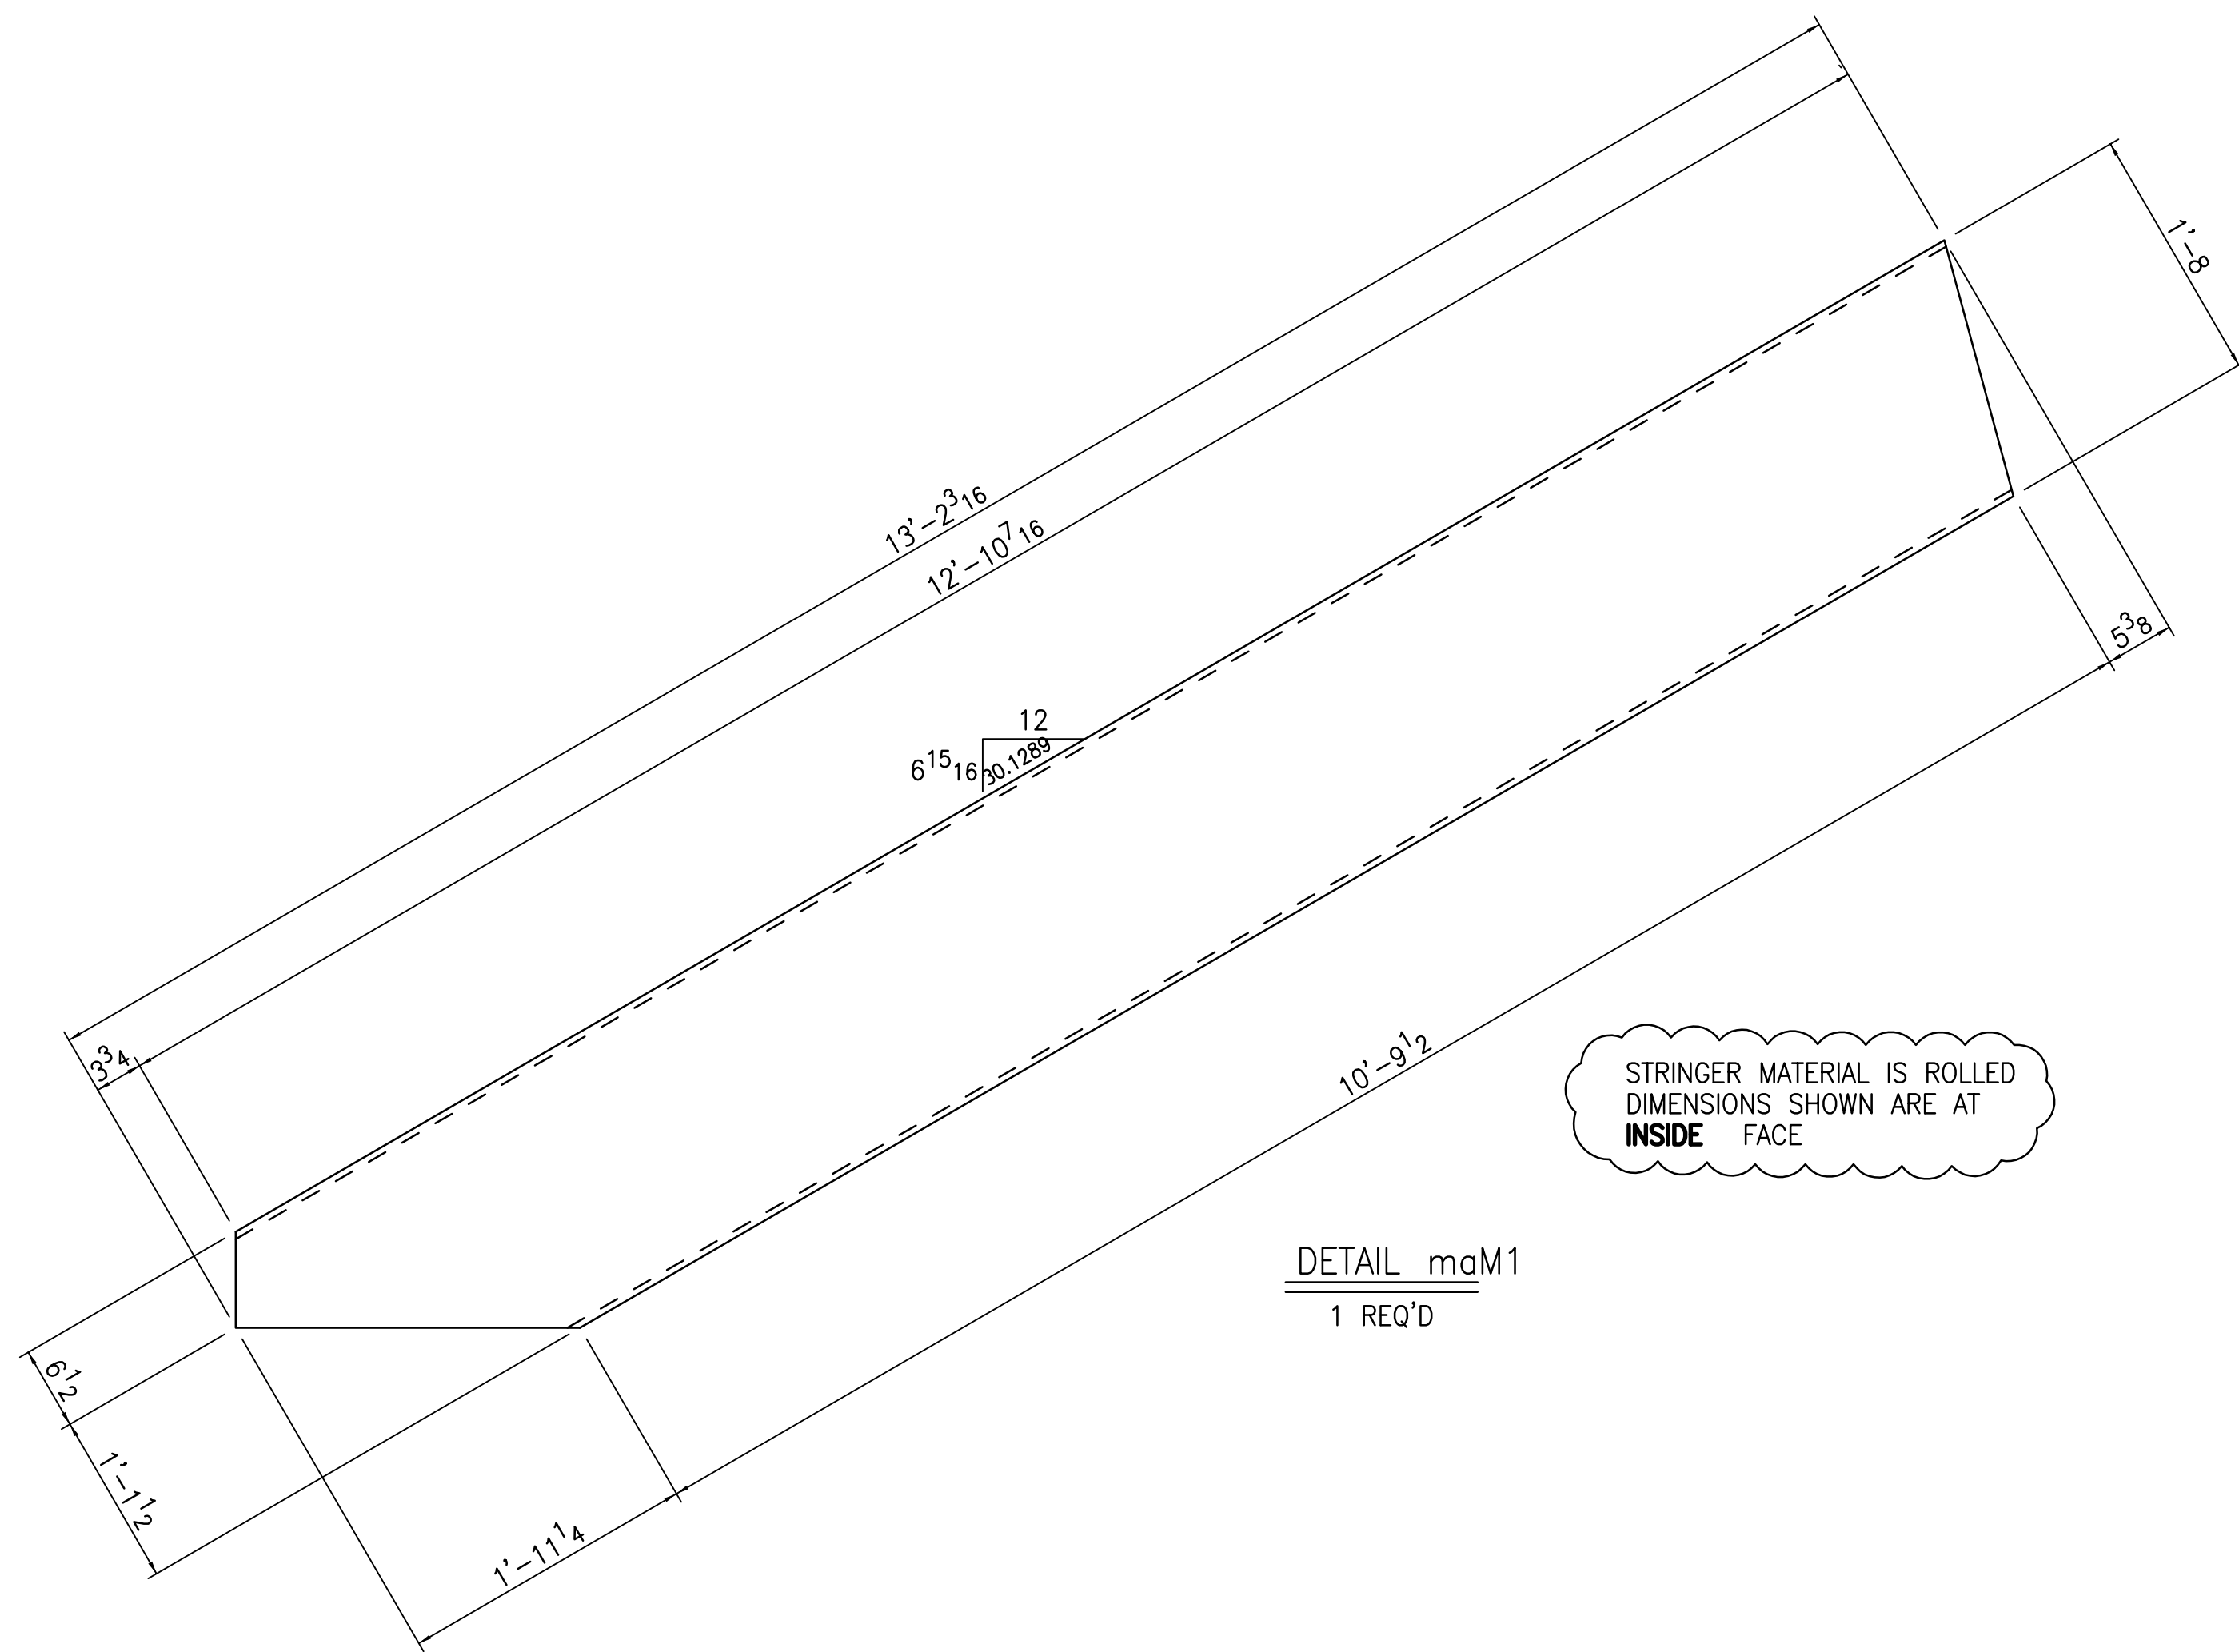 13'-2 3/16
12'-10 7/16
1'-8
3 3/4
12
6 15/16
30.1289
5 3/8
10'-9 1/2
STRINGER MATERIAL IS ROLLED
DIMENSIONS SHOWN ARE AT
INSIDE FACE
DETAIL maM1
1 REQ'D
6 1/2
1'-1 1/2
1'-11 1/4